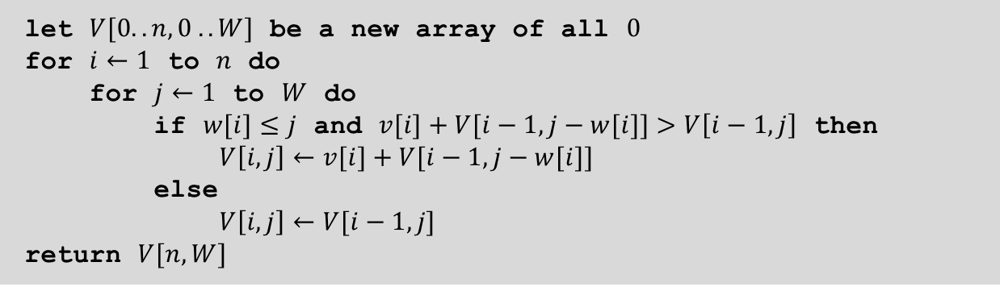 let V[0..n,0 ..W] be a new array of all 0
for i ← 1 to n do
for j ← 1 to W do
if w[i] ≤ j and v[i] + V[i − 1, j − w[i]] > V[i − 1, j] then
V[i, j] ← v[i] + V[i − 1, j − w[i]]
else
V[i, j] ← V[i − 1, j]
return V[n, W]